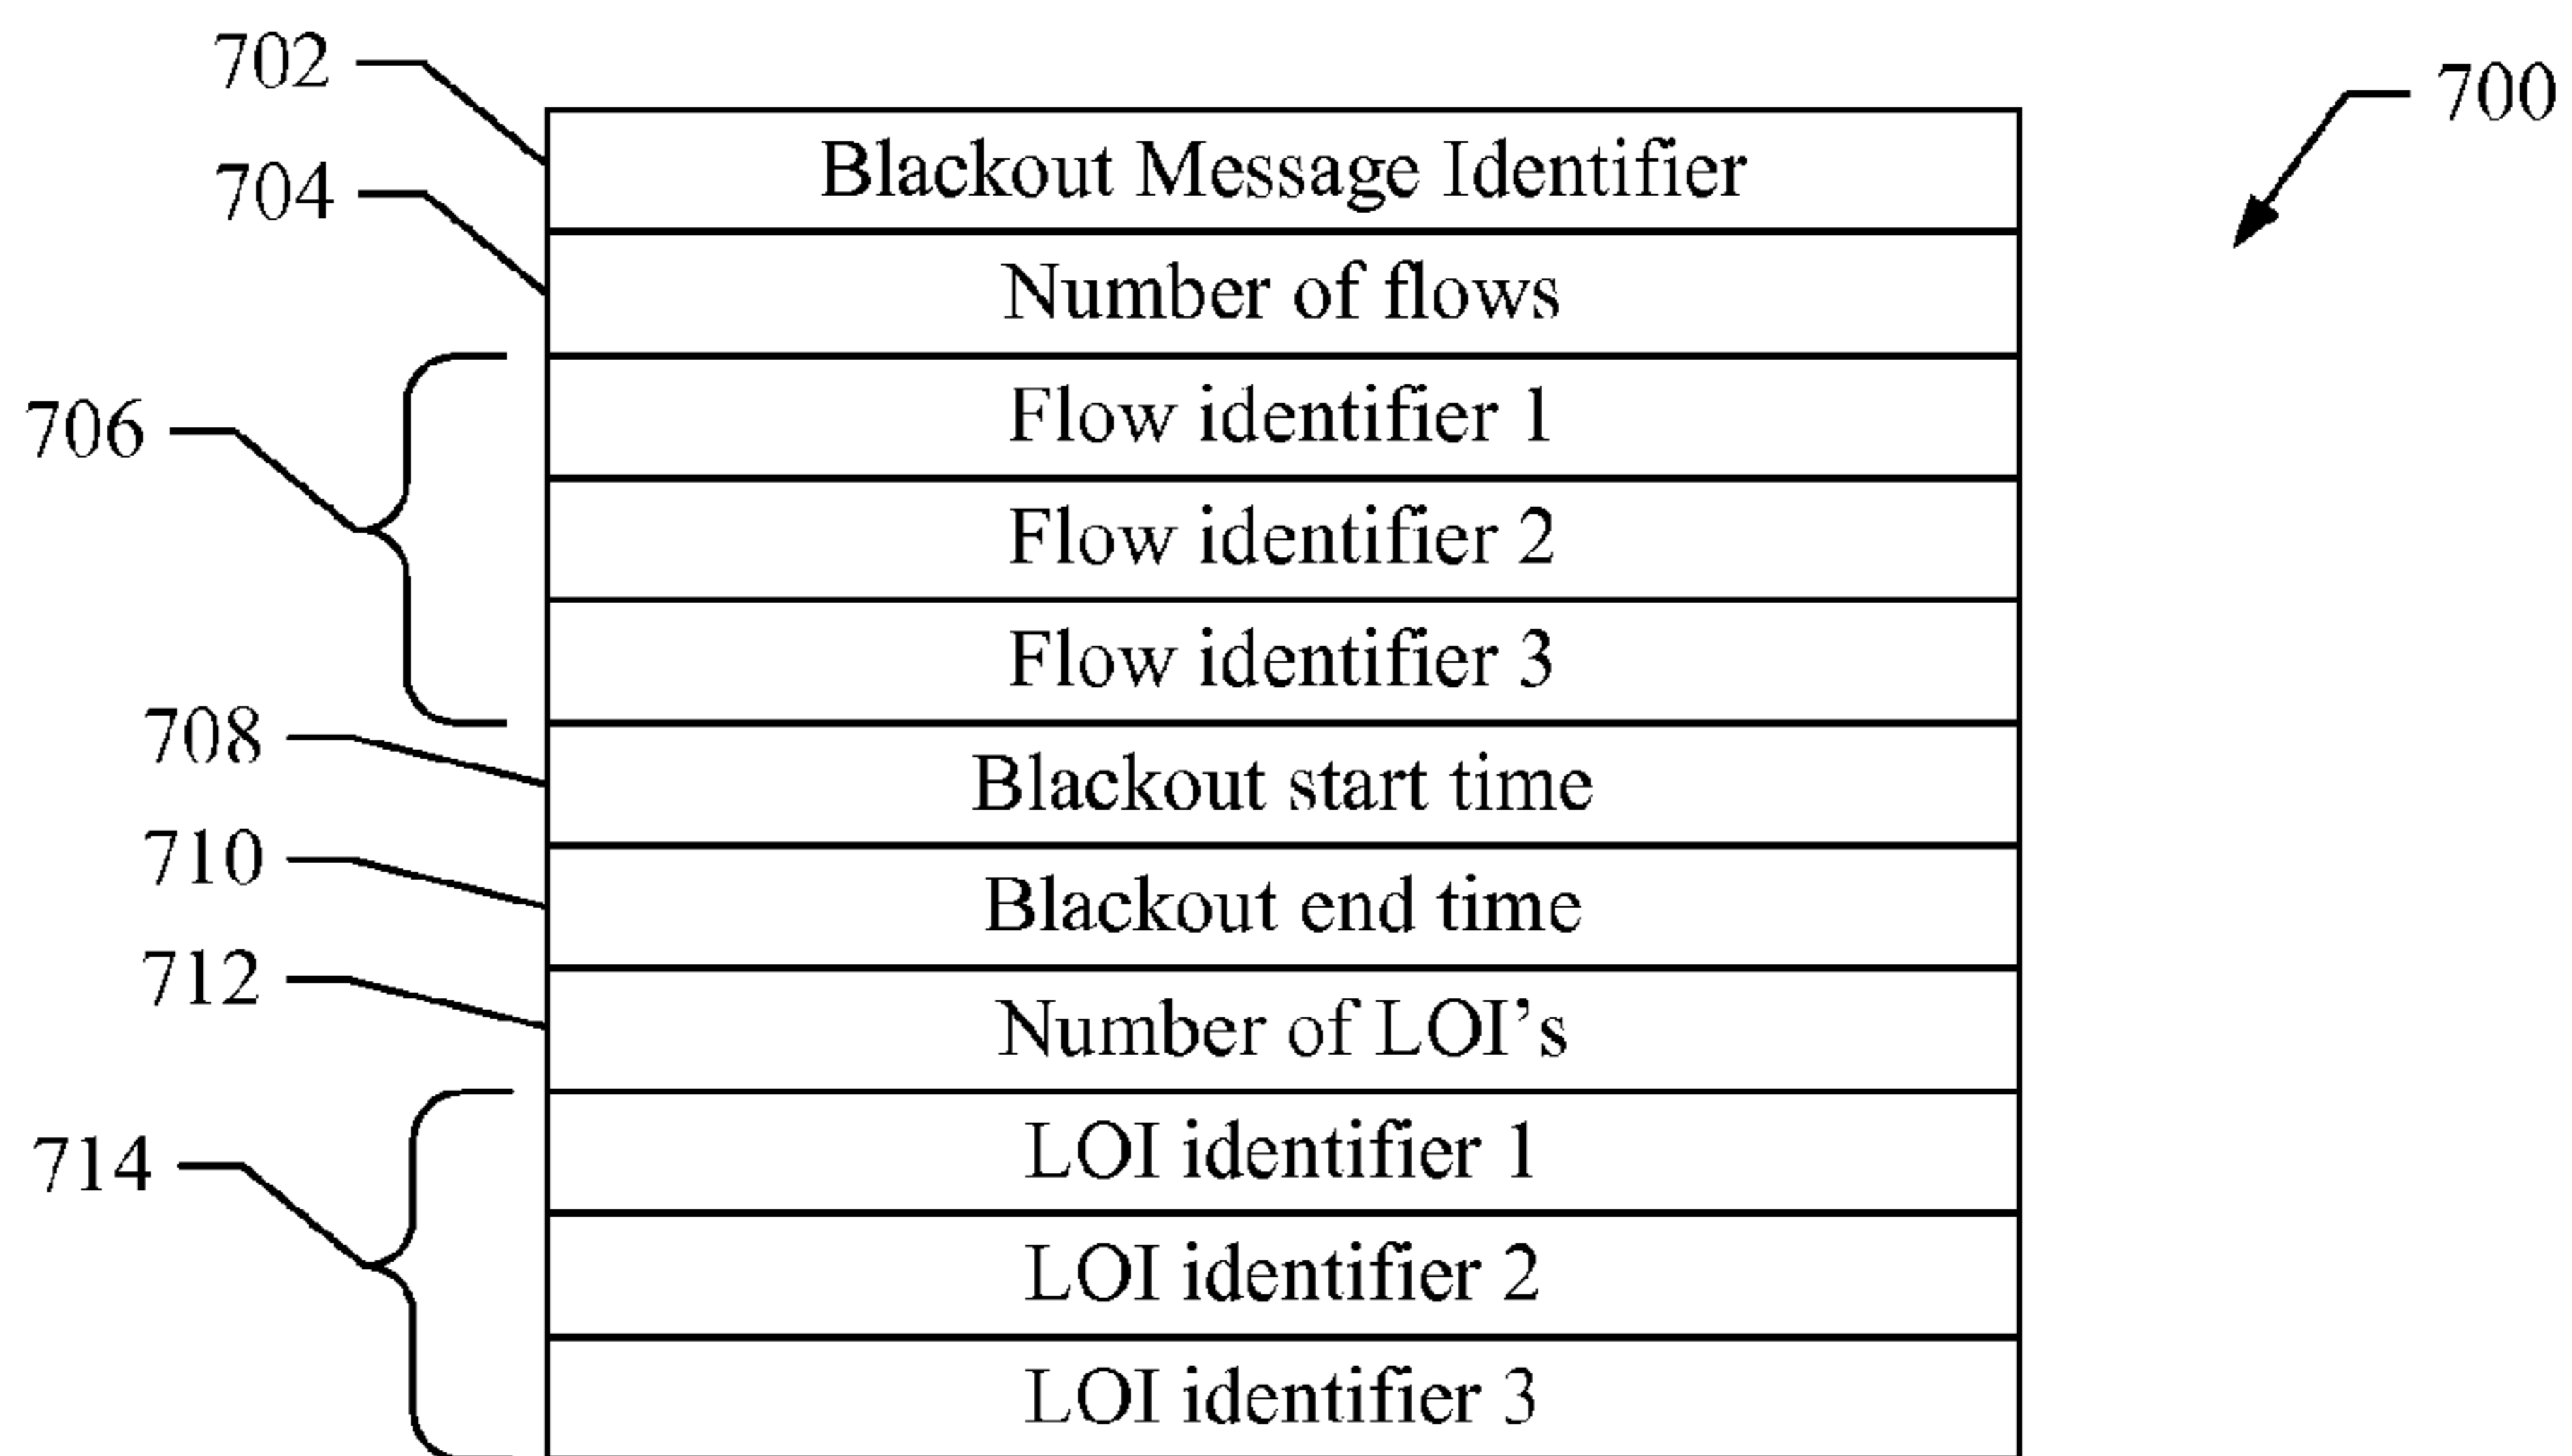 702
700
Blackout Message Identifier
704
Number of flows
706
Flow identifier 1
Flow identifier 2
Flow identifier 3
708
Blackout start time
710
Blackout end time
712
Number of LOI’s
714
LOI identifier 1
LOI identifier 2
LOI identifier 3